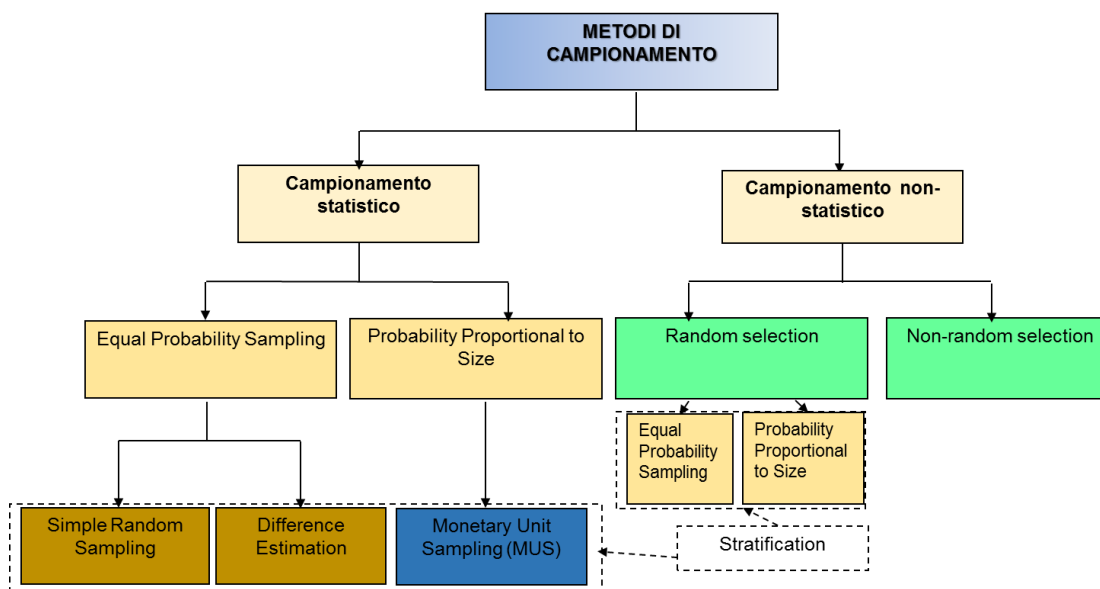 METODI DI
CAMPIONAMENTO
Campionamento
statistico
Campionamento non-
statistico
Equal Probability Sampling
Probability Proportional to
Size
Random selection
Non-random selection
Equal
Probability
Sampling
Probability
Proportional
to Size
Simple Random
Sampling
Difference
Estimation
Monetary Unit
Sampling (MUS)
Stratification